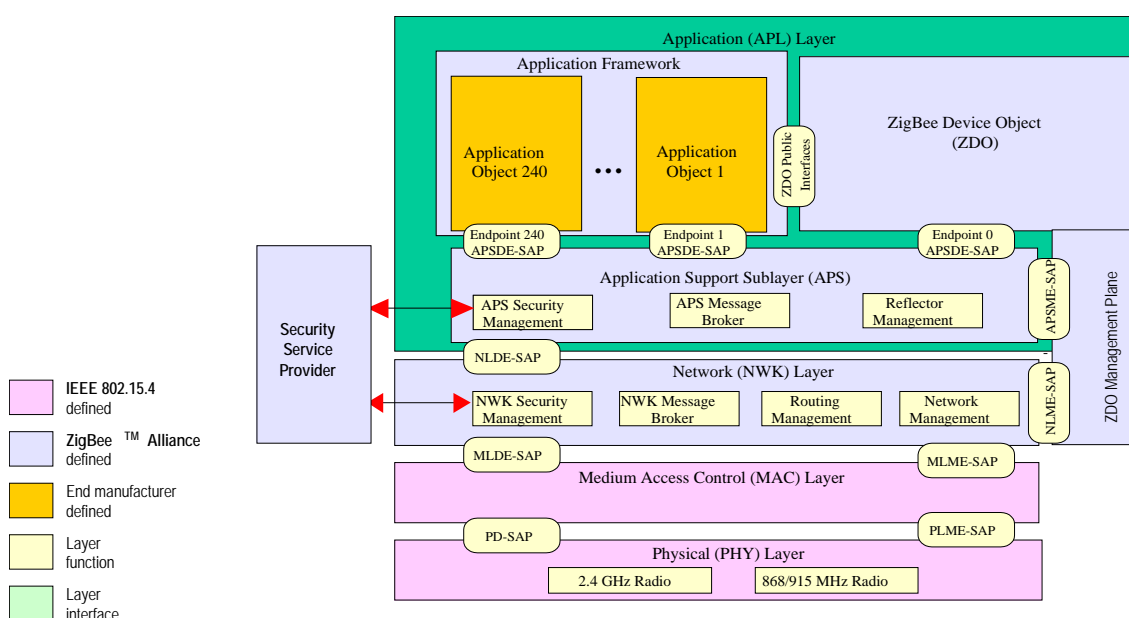 Application (APL) Layer
Application Framework
Application
Object 240
...
Application
Object 1
ZDO Public
Interfaces
ZigBee Device Object
(ZDO)
Endpoint 240
APSDE-SAP
Endpoint 1
APSDE-SAP
Endpoint 0
APSDE-SAP
Application Support Sublayer (APS)
APS Security
Management
APS Message
Broker
Reflector
Management
APSME-SAP
ZDO Management Plane
Security
Service
Provider
NLDE-SAP
Network (NWK) Layer
NWK Security
Management
NWK Message
Broker
Routing
Management
Network
Management
NLME-SAP
MLDE-SAP
MLME-SAP
Medium Access Control (MAC) Layer
PD-SAP
PLME-SAP
Physical (PHY) Layer
2.4 GHz Radio
868/915 MHz Radio
IEEE 802.15.4
defined
ZigBee TM Alliance
defined
End manufacturer
defined
Layer
function
Layer
interface